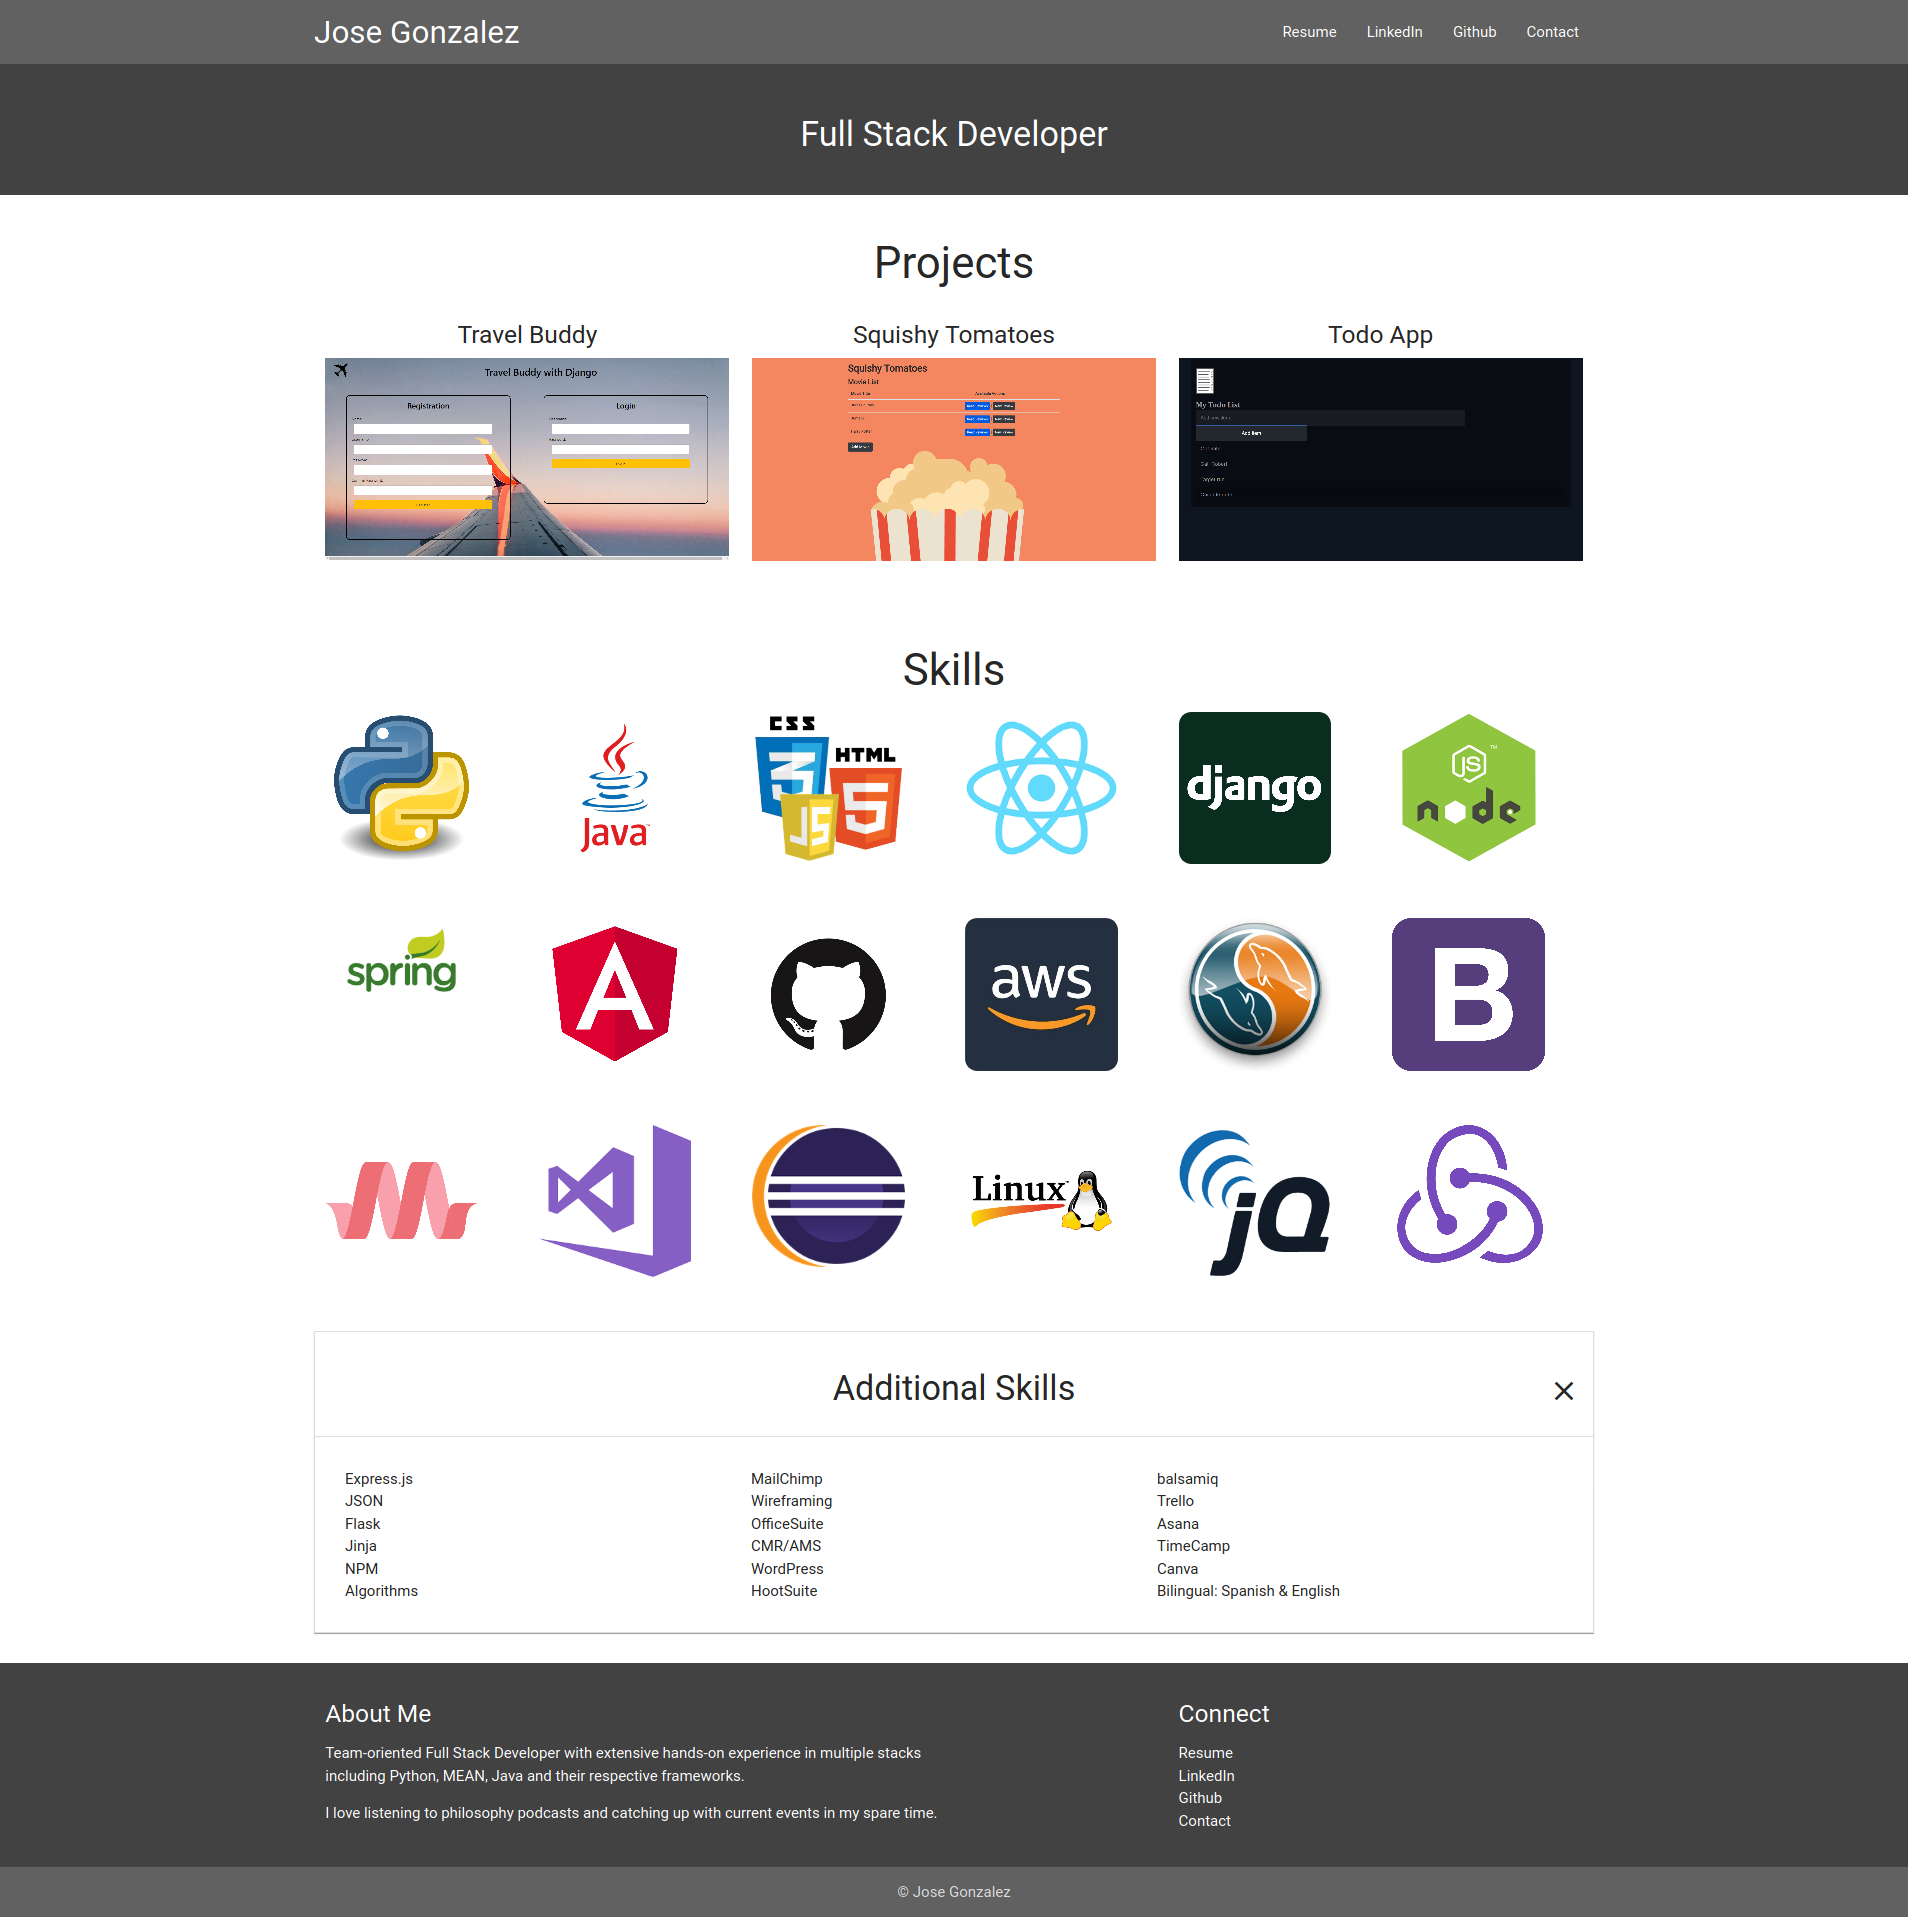 Jose Gonzalez
Resume
LinkedIn
Github
Contact
Full Stack Developer
Projects
Travel Buddy
Squishy Tomatoes
Todo App
Travel Buddy with Django
Registration
Login
Squishy Tomatoes
Movie List
My Todo List
Add Item
Skills
Java
CSS
HTML
JS
django
JS
node
spring
aws
B
Linux
jQ
Additional Skills
Express.js
JSON
Flask
Jinja
NPM
Algorithms
MailChimp
Wireframing
OfficeSuite
CMR/AMS
WordPress
HootSuite
balsamiq
Trello
Asana
TimeCamp
Canva
Bilingual: Spanish & English
About Me
Team-oriented Full Stack Developer with extensive hands-on experience in multiple stacks
including Python, MEAN, Java and their respective frameworks.
I love listening to philosophy podcasts and catching up with current events in my spare time.
Connect
Resume
LinkedIn
Github
Contact
© Jose Gonzalez